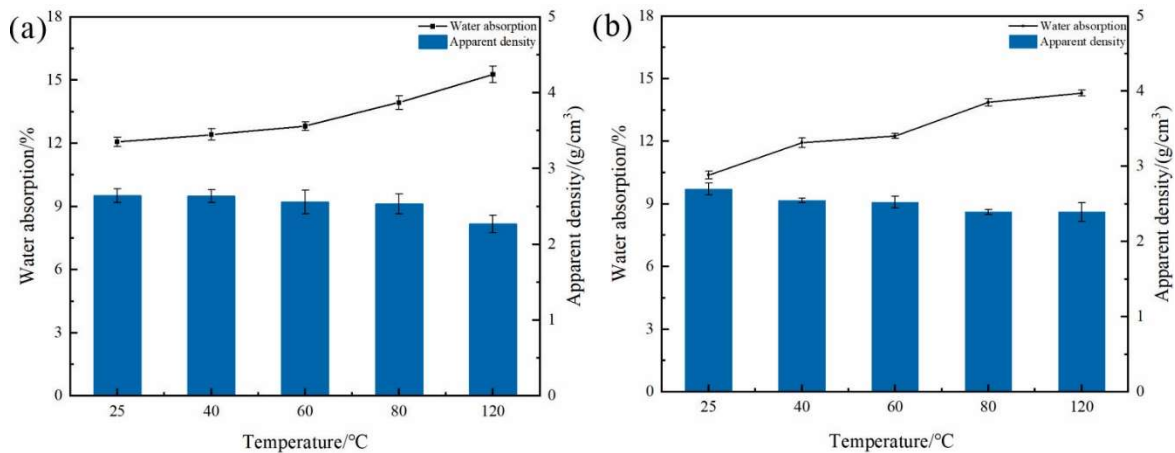 (a)
Water absorption
Apparent density
18
15
12
9
6
3
0
Water absorption/%
5
4
3
2
1
0
Apparent density/(g/cm³)
25 40 60 80 120
Temperature/°C
(b)
Water absorption
Apparent density
18
15
12
9
6
3
0
Water absorption/%
5
4
3
2
1
0
Apparent density/(g/cm³)
25 40 60 80 120
Temperature/°C